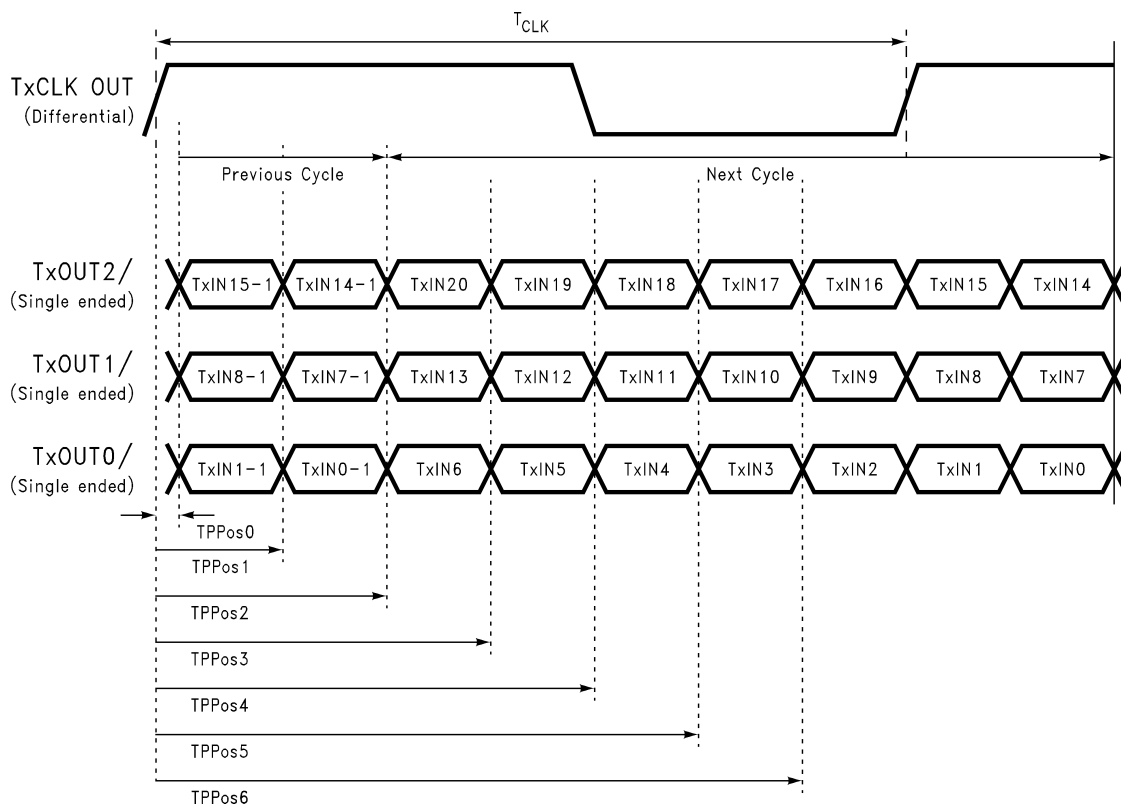 TCLK
TxCLK OUT
(Differential)
Previous Cycle
Next Cycle
TxOUT2/
(Single ended)
TxIN15-1 TxIN14-1 TxIN20 TxIN19 TxIN18 TxIN17 TxIN16 TxIN15 TxIN14
TxOUT1/
(Single ended)
TxIN8-1 TxIN7-1 TxIN13 TxIN12 TxIN11 TxIN10 TxIN9 TxIN8 TxIN7
TxOUT0/
(Single ended)
TxIN1-1 TxIN0-1 TxIN6 TxIN5 TxIN4 TxIN3 TxIN2 TxIN1 TxIN0
TPPos0
TPPos1
TPPos2
TPPos3
TPPos4
TPPos5
TPPos6